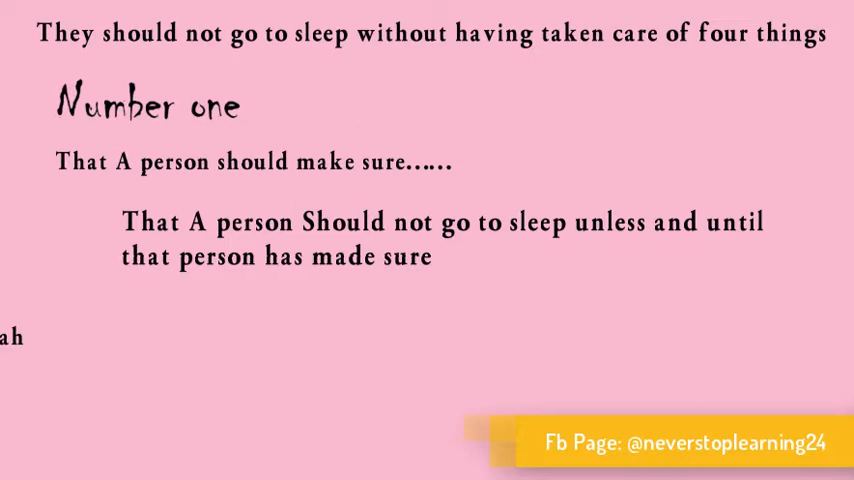 They should not go to sleep without having taken care of four things
Number one
That A person should make sure......
That A person Should not go to sleep unless and until
that person has made sure
ah
Fb Page: @neverstoplearning24